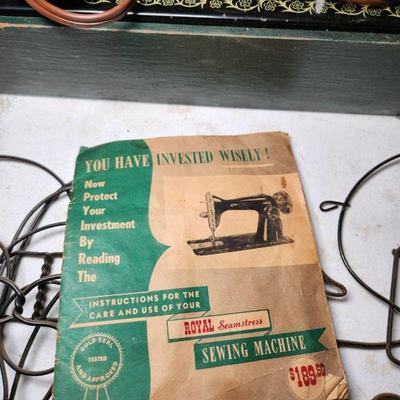 YOU HAVE INVESTED WISELY!
Now
Protect
Your
Investment
By
Reading
The
INSTRUCTIONS FOR THE
CARE AND USE OF YOUR
ROYAL Seamstress
SEWING MACHINE
GOLD SEAL
TESTED
AND APPROVED
$189.50